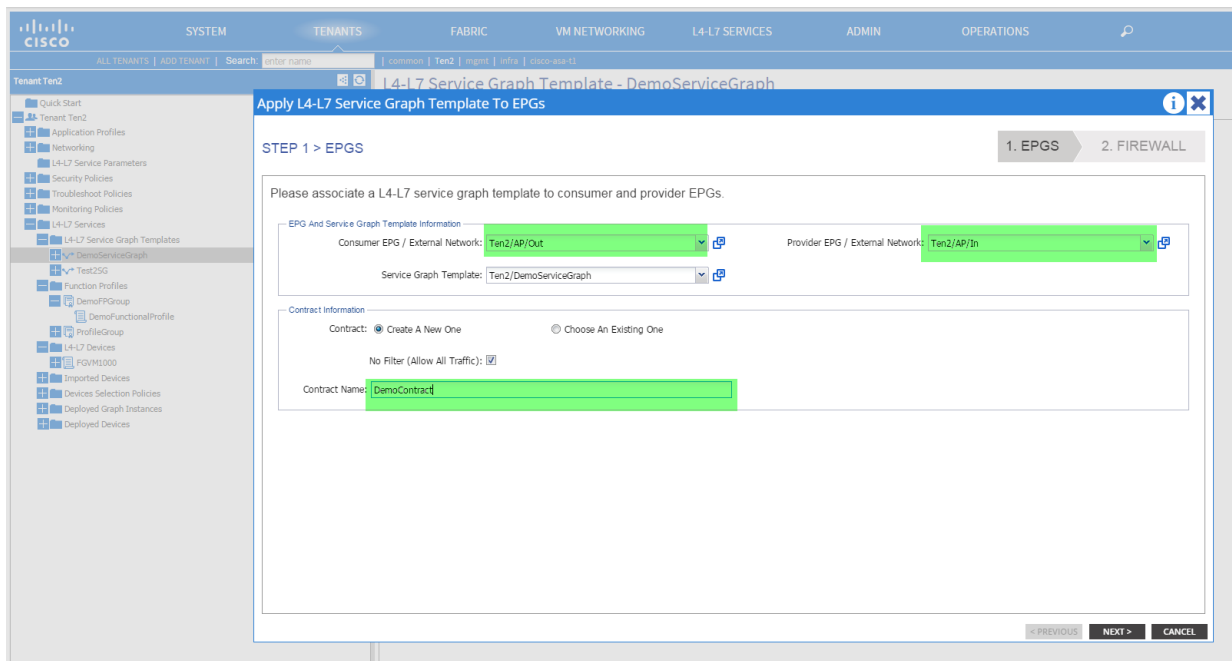 CISCO
SYSTEM TENANTS FABRIC VM NETWORKING L4-L7 SERVICES ADMIN OPERATIONS
ALL TENANTS | ADD TENANT | Search: enter name | common | Ten2 | mgmt | infra | cisco-asa-t1
Tenant Ten2
Quick Start
Tenant Ten2
Application Profiles
Networking
L4-L7 Service Parameters
Security Policies
Troubleshoot Policies
Monitoring Policies
L4-L7 Services
L4-L7 Service Graph Templates
DemoServiceGraph
Test2SG
Function Profiles
DemoFPGroup
DemoFunctionalProfile
ProfileGroup
L4-L7 Devices
FGVM1000
Imported Devices
Devices Selection Policies
Deployed Graph Instances
Deployed Devices
L4-L7 Service Graph Template - DemoServiceGraph
Apply L4-L7 Service Graph Template To EPGs
STEP 1 > EPGS
1. EPGS 2. FIREWALL
Please associate a L4-L7 service graph template to consumer and provider EPGs.
EPG And Service Graph Template Information
Consumer EPG / External Network: Ten2/AP/Out Provider EPG / External Network: Ten2/AP/In
Service Graph Template: Ten2/DemoServiceGraph
Contract Information
Contract: Create A New One Choose An Existing One
No Filter (Allow All Traffic):
Contract Name: DemoContract
< PREVIOUS NEXT > CANCEL